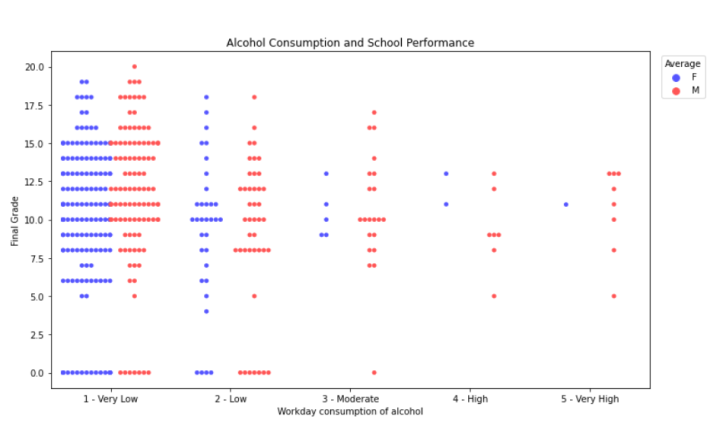 Alcohol Consumption and School Performance
Average
F
M
20.0
17.5
15.0
12.5
10.0
7.5
5.0
2.5
0.0
Final Grade
1 - Very Low
2 - Low
3 - Moderate
4 - High
5 - Very High
Workday consumption of alcohol